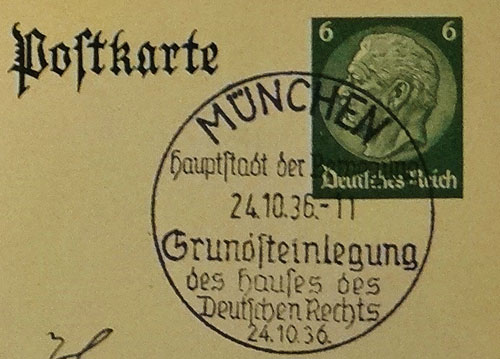 Postkarte
6 6
MÜNCHEN
Hauptstadt der Bewegung
Deutsches Reich
24.10.36.-11
Grundsteinlegung
des Hauses des
Deutschen Rechts
24.10.36.